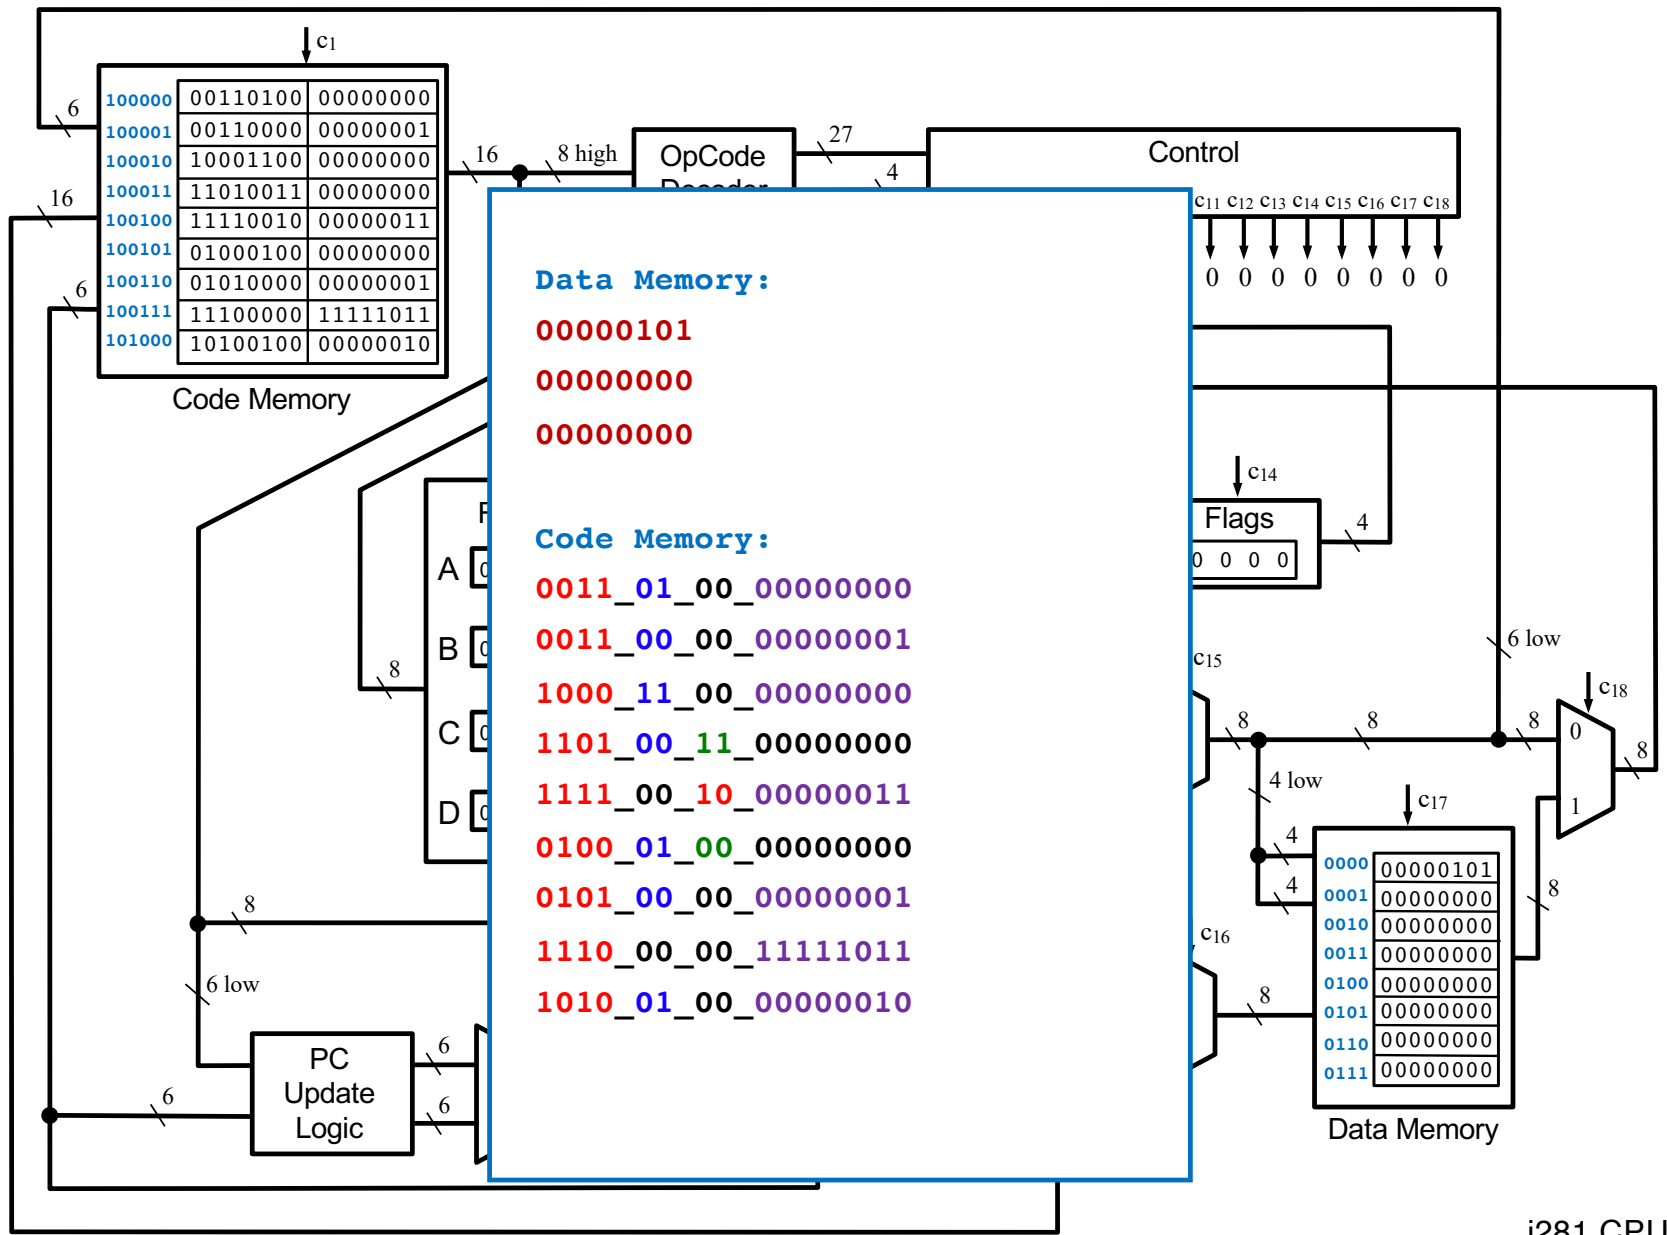 c1
6
100000 00110100 00000000
100001 00110000 00000001
100010 10001100 00000000
100011 11010011 00000000
100100 11110010 00000011
100101 01000100 00000000
100110 01010000 00000001
100111 11100000 11111011
101000 10100100 00000010
Code Memory
16
6
16
8 high
OpCode
Decoder
27
4
Control
c11 c12 c13 c14 c15 c16 c17 c18
0 0 0 0 0 0 0 0
Data Memory:
00000101
00000000
00000000
Code Memory:
0011_01_00_00000000
0011_00_00_00000001
1000_11_00_00000000
1101_00_11_00000000
1111_00_10_00000011
0100_01_00_00000000
0101_00_00_00000001
1110_00_00_11111011
1010_01_00_00000010
A
B
C
D
8
8
6 low
PC
Update
Logic
6
6
6
c14
Flags
0 0 0 0
4
6 low
c15
8
8
8
c18
0
1
8
4 low
4
4
c17
c16
8
0000 00000101
0001 00000000
0010 00000000
0011 00000000
0100 00000000
0101 00000000
0110 00000000
0111 00000000
8
Data Memory
i281 CPU